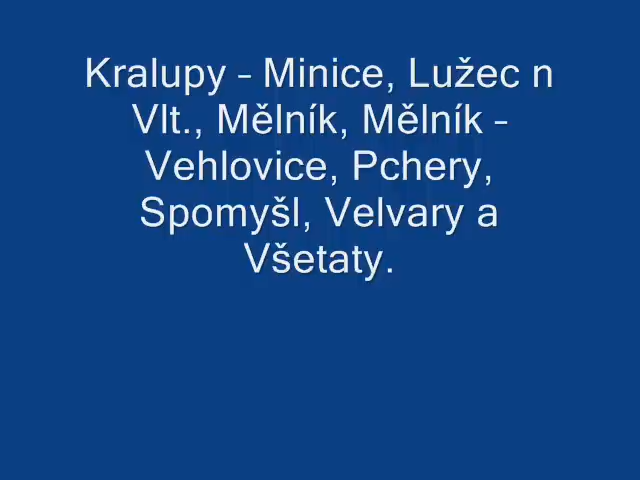 Kralupy – Minice, Lužec n
Vlt., Mělník, Mělník –
Vehlovice, Pchery,
Spomyšl, Velvary a
Všetaty.